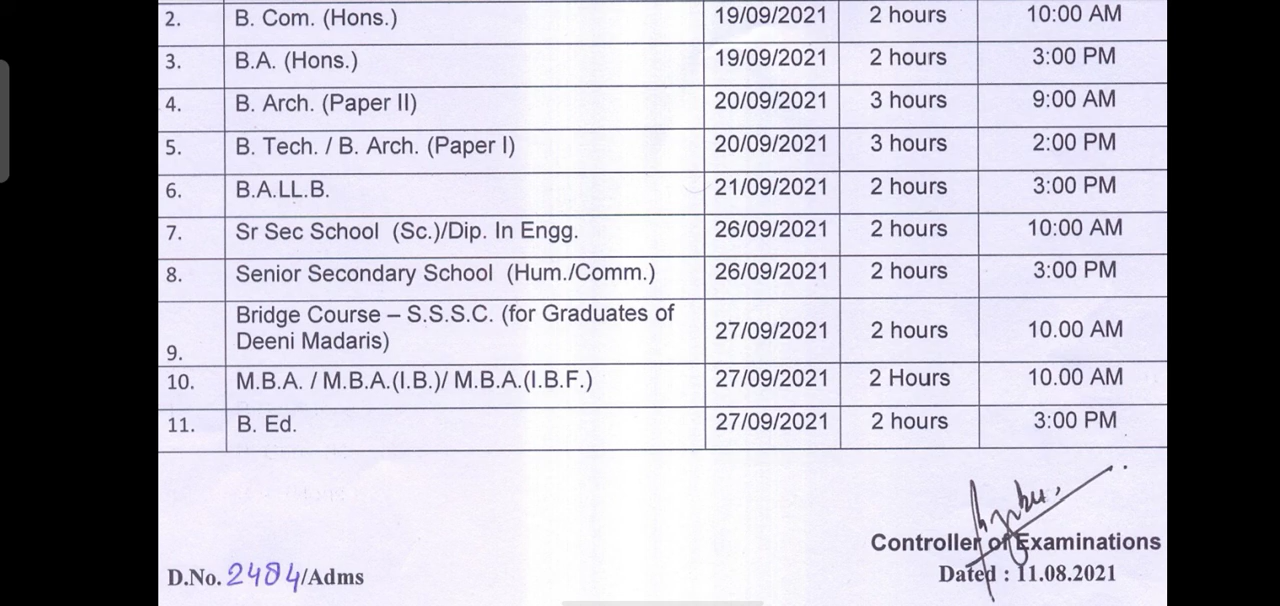 2. B. Com. (Hons.) 19/09/2021 2 hours 10:00 AM
3. B.A. (Hons.) 19/09/2021 2 hours 3:00 PM
4. B. Arch. (Paper II) 20/09/2021 3 hours 9:00 AM
5. B. Tech. / B. Arch. (Paper I) 20/09/2021 3 hours 2:00 PM
6. B.A.LL.B. 21/09/2021 2 hours 3:00 PM
7. Sr Sec School (Sc.)/Dip. In Engg. 26/09/2021 2 hours 10:00 AM
8. Senior Secondary School (Hum./Comm.) 26/09/2021 2 hours 3:00 PM
Bridge Course – S.S.S.C. (for Graduates of
9. Deeni Madaris) 27/09/2021 2 hours 10.00 AM
10. M.B.A. / M.B.A.(I.B.)/ M.B.A.(I.B.F.) 27/09/2021 2 Hours 10.00 AM
11. B. Ed. 27/09/2021 2 hours 3:00 PM
Controller of Examinations
D.No. 2484/Adms Dated : 11.08.2021